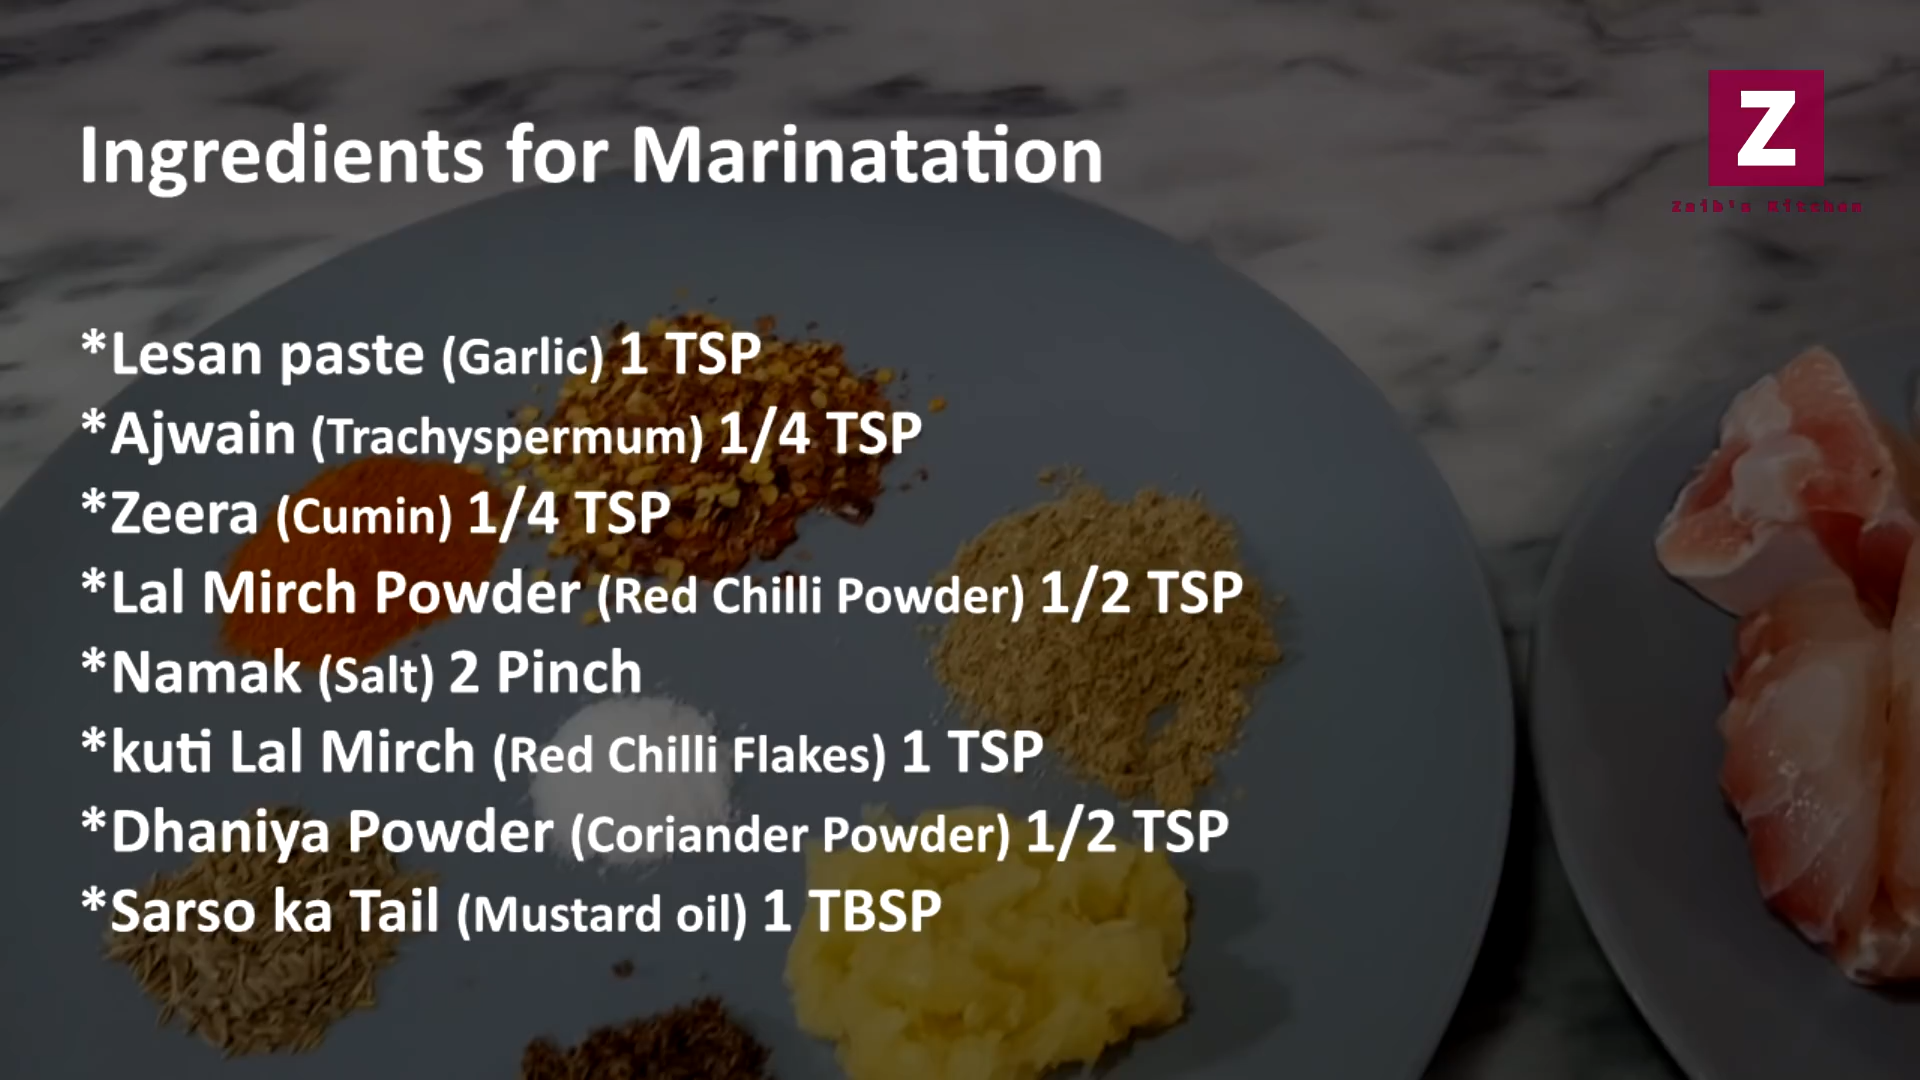 Z
Zaib's Kitchen
Ingredients for Marinatation
*Lesan paste (Garlic) 1 TSP
*Ajwain (Trachyspermum) 1/4 TSP
*Zeera (Cumin) 1/4 TSP
*Lal Mirch Powder (Red Chilli Powder) 1/2 TSP
*Namak (Salt) 2 Pinch
*kuti Lal Mirch (Red Chilli Flakes) 1 TSP
*Dhaniya Powder (Coriander Powder) 1/2 TSP
*Sarso ka Tail (Mustard oil) 1 TBSP